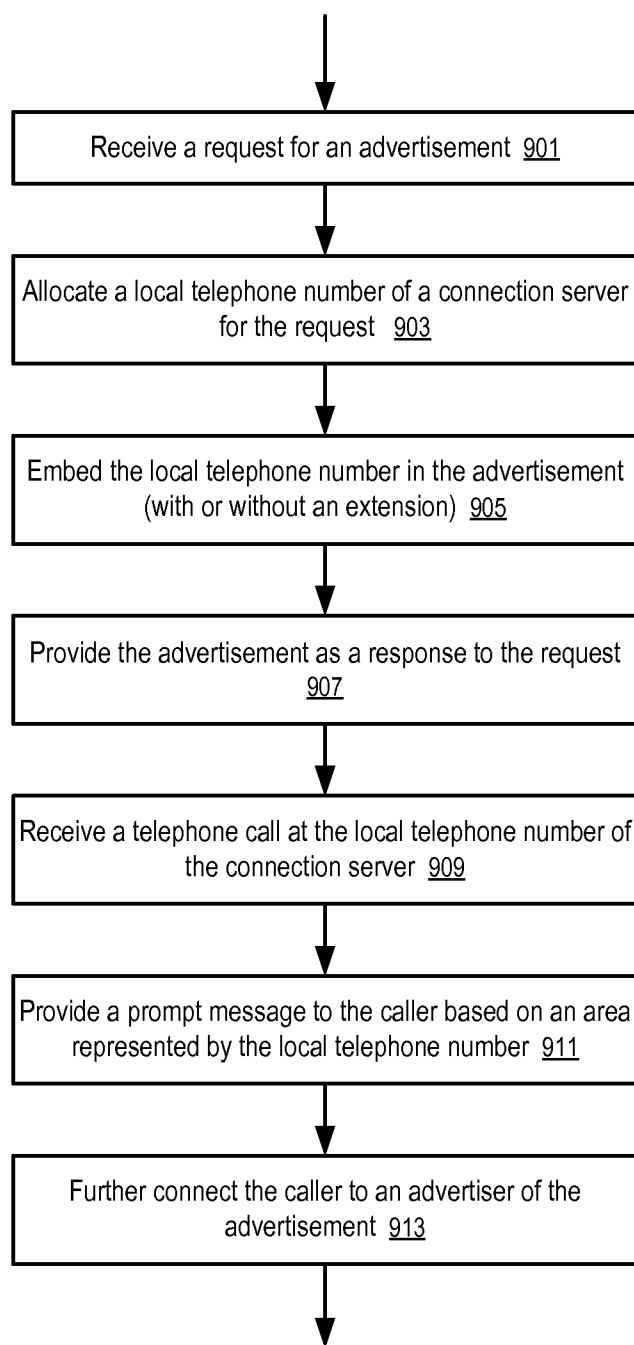 Receive a request for an advertisement 901
Allocate a local telephone number of a connection server
for the request 903
Embed the local telephone number in the advertisement
(with or without an extension) 905
Provide the advertisement as a response to the request
907
Receive a telephone call at the local telephone number of
the connection server 909
Provide a prompt message to the caller based on an area
represented by the local telephone number 911
Further connect the caller to an advertiser of the
advertisement 913